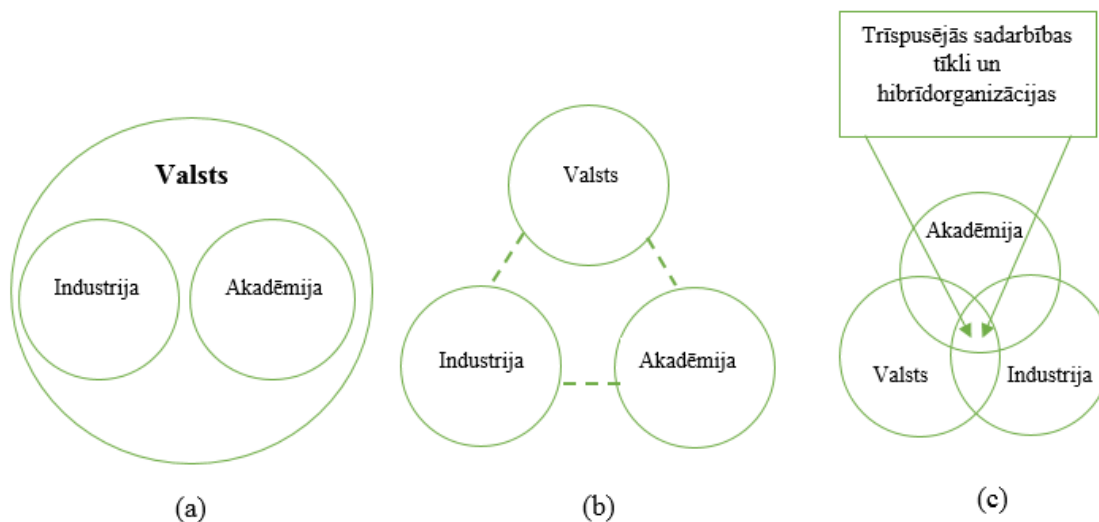 Valsts
Industrija
Akadēmija
(a)
Valsts
Industrija
Akadēmija
(b)
Trīspusējās sadarbības
tīkli un
hibrīdorganizācijas
Akadēmija
Valsts
Industrija
(c)